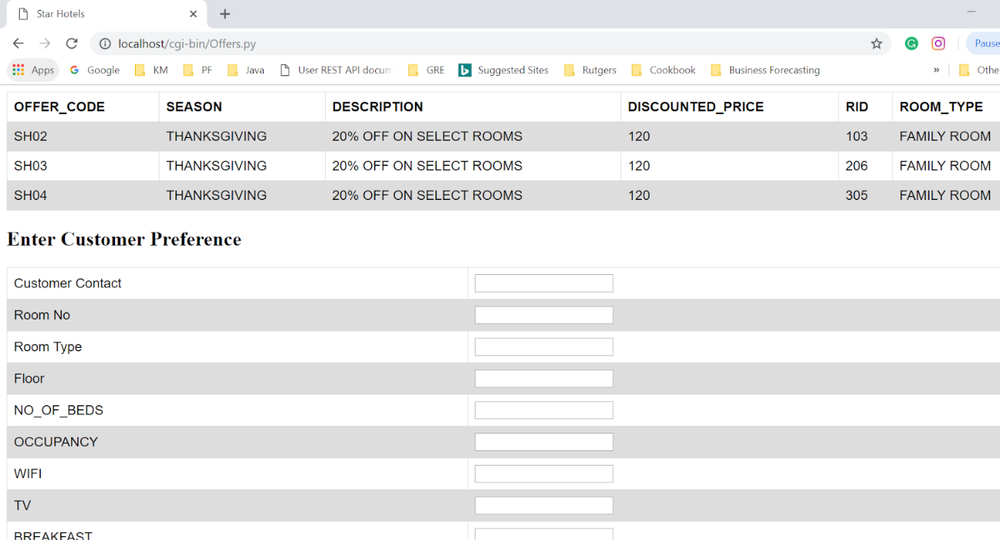 Star Hotels
localhost/cgi-bin/Offers.py
Pause
Apps Google KM PF Java User REST API docum GRE Suggested Sites Rutgers Cookbook Business Forecasting » Othe
OFFER_CODE SEASON DESCRIPTION DISCOUNTED_PRICE RID ROOM_TYPE
SH02 THANKSGIVING 20% OFF ON SELECT ROOMS 120 103 FAMILY ROOM
SH03 THANKSGIVING 20% OFF ON SELECT ROOMS 120 206 FAMILY ROOM
SH04 THANKSGIVING 20% OFF ON SELECT ROOMS 120 305 FAMILY ROOM
Enter Customer Preference
Customer Contact
Room No
Room Type
Floor
NO_OF_BEDS
OCCUPANCY
WIFI
TV
BREAKFAST